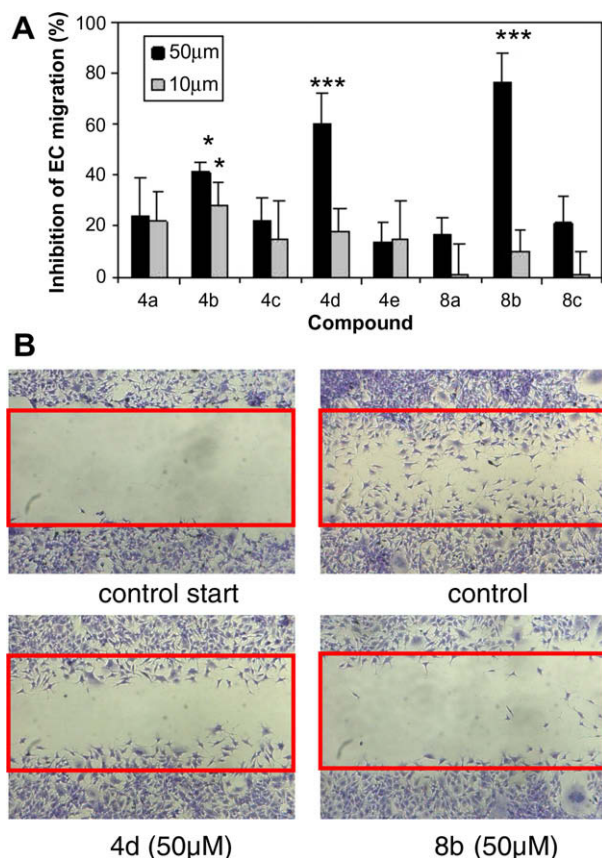 A
Inhibition of EC migration (%)
100
80
60
40
20
0
50μm
10μm
*
*
***
***
4a 4b 4c 4d 4e 8a 8b 8c
Compound
B
control start control
4d (50μM) 8b (50μM)